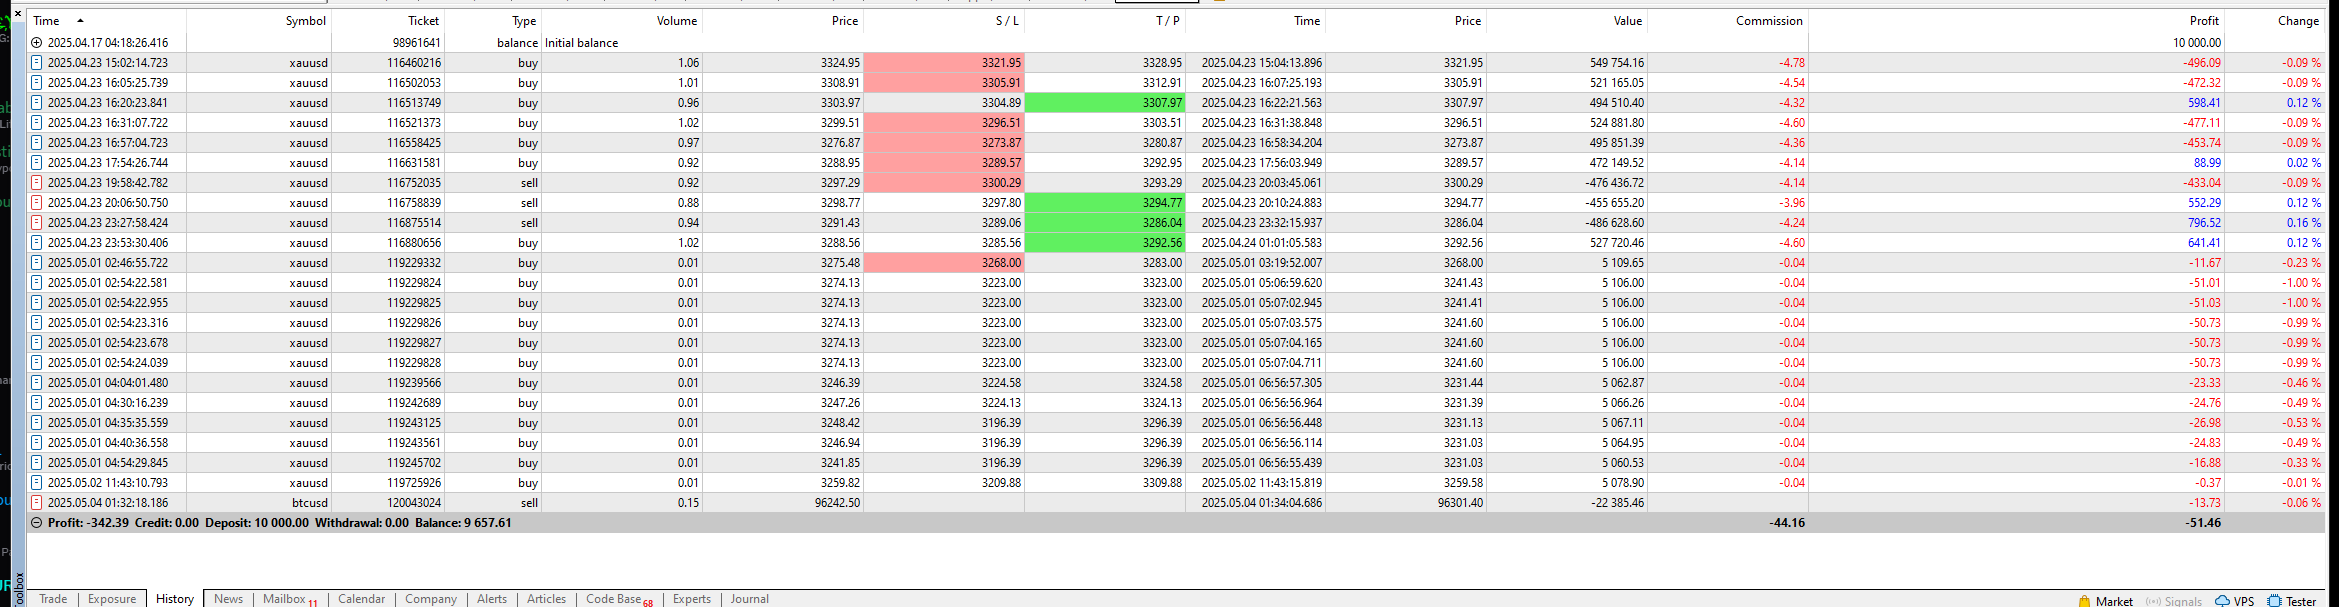 Time Symbol Ticket Type Volume Price S / L T / P Time Price Value Commission Profit Change
2025.04.17 04:18:26.416 98961641 balance Initial balance 10 000.00
2025.04.23 15:02:14.723 xauusd 116460216 buy 1.06 3324.95 3321.95 3328.95 2025.04.23 15:04:13.896 3321.95 549 754.16 -4.78 -496.09 -0.09 %
2025.04.23 16:05:25.739 xauusd 116502053 buy 1.01 3308.91 3305.91 3312.91 2025.04.23 16:07:25.193 3305.91 521 165.05 -4.54 -472.32 -0.09 %
2025.04.23 16:20:23.841 xauusd 116513749 buy 0.96 3303.97 3304.89 3307.97 2025.04.23 16:22:21.563 3307.97 494 510.40 -4.32 598.41 0.12 %
2025.04.23 16:31:07.722 xauusd 116521373 buy 1.02 3299.51 3296.51 3303.51 2025.04.23 16:31:38.848 3296.51 524 881.80 -4.60 -477.11 -0.09 %
2025.04.23 16:57:04.723 xauusd 116558425 buy 0.97 3276.87 3273.87 3280.87 2025.04.23 16:58:34.204 3273.87 495 851.39 -4.36 -453.74 -0.09 %
2025.04.23 17:54:26.744 xauusd 116631581 buy 0.92 3288.95 3289.57 3292.95 2025.04.23 17:56:03.949 3289.57 472 149.52 -4.14 88.99 0.02 %
2025.04.23 19:58:42.782 xauusd 116752035 sell 0.92 3297.29 3300.29 3293.29 2025.04.23 20:03:45.061 3300.29 -476 436.72 -4.14 -433.04 -0.09 %
2025.04.23 20:06:50.750 xauusd 116758839 sell 0.88 3298.77 3297.80 3294.77 2025.04.23 20:10:24.883 3294.77 -455 655.20 -3.96 552.29 0.12 %
2025.04.23 23:27:58.424 xauusd 116875514 sell 0.94 3291.43 3289.06 3286.04 2025.04.23 23:32:15.937 3286.04 -486 628.60 -4.24 796.52 0.16 %
2025.04.23 23:53:30.406 xauusd 116880656 buy 1.02 3288.56 3285.56 3292.56 2025.04.24 01:01:05.583 3292.56 527 720.46 -4.60 641.41 0.12 %
2025.05.01 02:46:55.722 xauusd 119229332 buy 0.01 3275.48 3268.00 3283.00 2025.05.01 03:19:52.007 3268.00 5 109.65 -0.04 -11.67 -0.23 %
2025.05.01 02:54:22.581 xauusd 119229824 buy 0.01 3274.13 3223.00 3323.00 2025.05.01 05:06:59.620 3241.43 5 106.00 -0.04 -51.01 -1.00 %
2025.05.01 02:54:22.955 xauusd 119229825 buy 0.01 3274.13 3223.00 3323.00 2025.05.01 05:07:02.945 3241.41 5 106.00 -0.04 -51.03 -1.00 %
2025.05.01 02:54:23.316 xauusd 119229826 buy 0.01 3274.13 3223.00 3323.00 2025.05.01 05:07:03.575 3241.60 5 106.00 -0.04 -50.73 -0.99 %
2025.05.01 02:54:23.678 xauusd 119229827 buy 0.01 3274.13 3223.00 3323.00 2025.05.01 05:07:04.165 3241.60 5 106.00 -0.04 -50.73 -0.99 %
2025.05.01 02:54:24.039 xauusd 119229828 buy 0.01 3274.13 3223.00 3323.00 2025.05.01 05:07:04.711 3241.60 5 106.00 -0.04 -50.73 -0.99 %
2025.05.01 04:04:01.480 xauusd 119239566 buy 0.01 3246.39 3224.58 3324.58 2025.05.01 06:56:57.305 3231.44 5 062.87 -0.04 -23.33 -0.46 %
2025.05.01 04:30:16.239 xauusd 119242689 buy 0.01 3247.26 3224.13 3324.13 2025.05.01 06:56:56.964 3231.39 5 066.26 -0.04 -24.76 -0.49 %
2025.05.01 04:35:35.559 xauusd 119243125 buy 0.01 3248.42 3196.39 3296.39 2025.05.01 06:56:56.448 3231.13 5 067.11 -0.04 -26.98 -0.53 %
2025.05.01 04:40:36.558 xauusd 119243561 buy 0.01 3246.94 3196.39 3296.39 2025.05.01 06:56:56.114 3231.03 5 064.95 -0.04 -24.83 -0.49 %
2025.05.01 04:54:29.845 xauusd 119245702 buy 0.01 3241.85 3196.39 3296.39 2025.05.01 06:56:55.439 3231.03 5 060.53 -0.04 -16.88 -0.33 %
2025.05.02 11:43:10.793 xauusd 119725926 buy 0.01 3259.82 3209.88 3309.88 2025.05.02 11:43:15.819 3259.58 5 078.90 -0.04 -0.37 -0.01 %
2025.05.04 01:32:18.186 btcusd 120043024 sell 0.15 96242.50 2025.05.04 01:34:04.686 96301.40 -22 385.46 -13.73 -0.06 %
Profit: -342.39 Credit: 0.00 Deposit: 10 000.00 Withdrawal: 0.00 Balance: 9 657.61 -44.16 -51.46
Trade Exposure History News Mailbox 11 Calendar Company Alerts Articles Code Base 68 Experts Journal
Market Signals VPS Tester